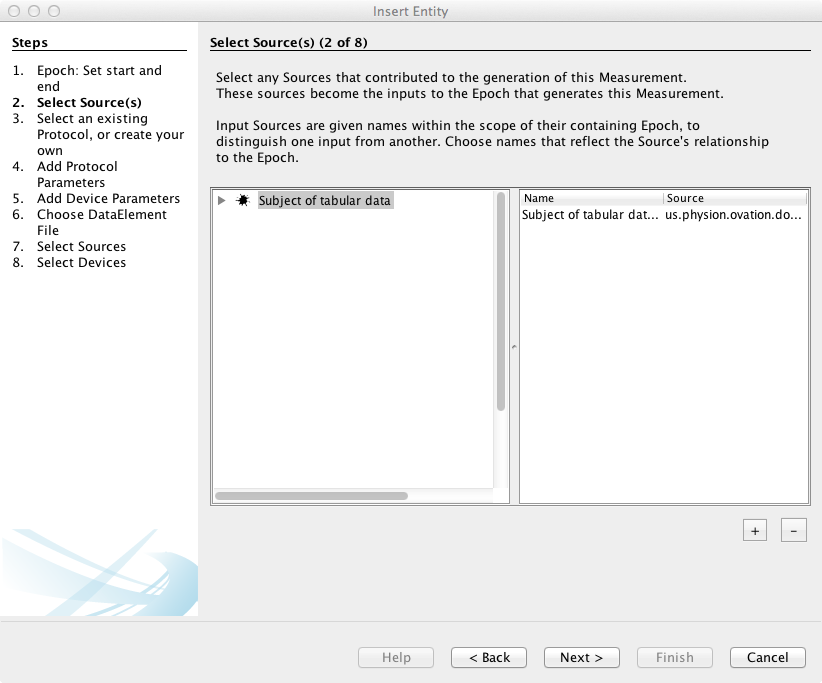 Insert Entity
Steps
1. Epoch: Set start and
end
2. Select Source(s)
3. Select an existing
Protocol, or create your
own
4. Add Protocol
Parameters
5. Add Device Parameters
6. Choose DataElement
File
7. Select Sources
8. Select Devices
Select Source(s) (2 of 8)
Select any Sources that contributed to the generation of this Measurement.
These sources become the inputs to the Epoch that generates this Measurement.
Input Sources are given names within the scope of their containing Epoch, to
distinguish one input from another. Choose names that reflect the Source's relationship
to the Epoch.
Subject of tabular data
Name Source
Subject of tabular dat... us.physion.ovation.do...
+ -
Help < Back Next > Finish Cancel